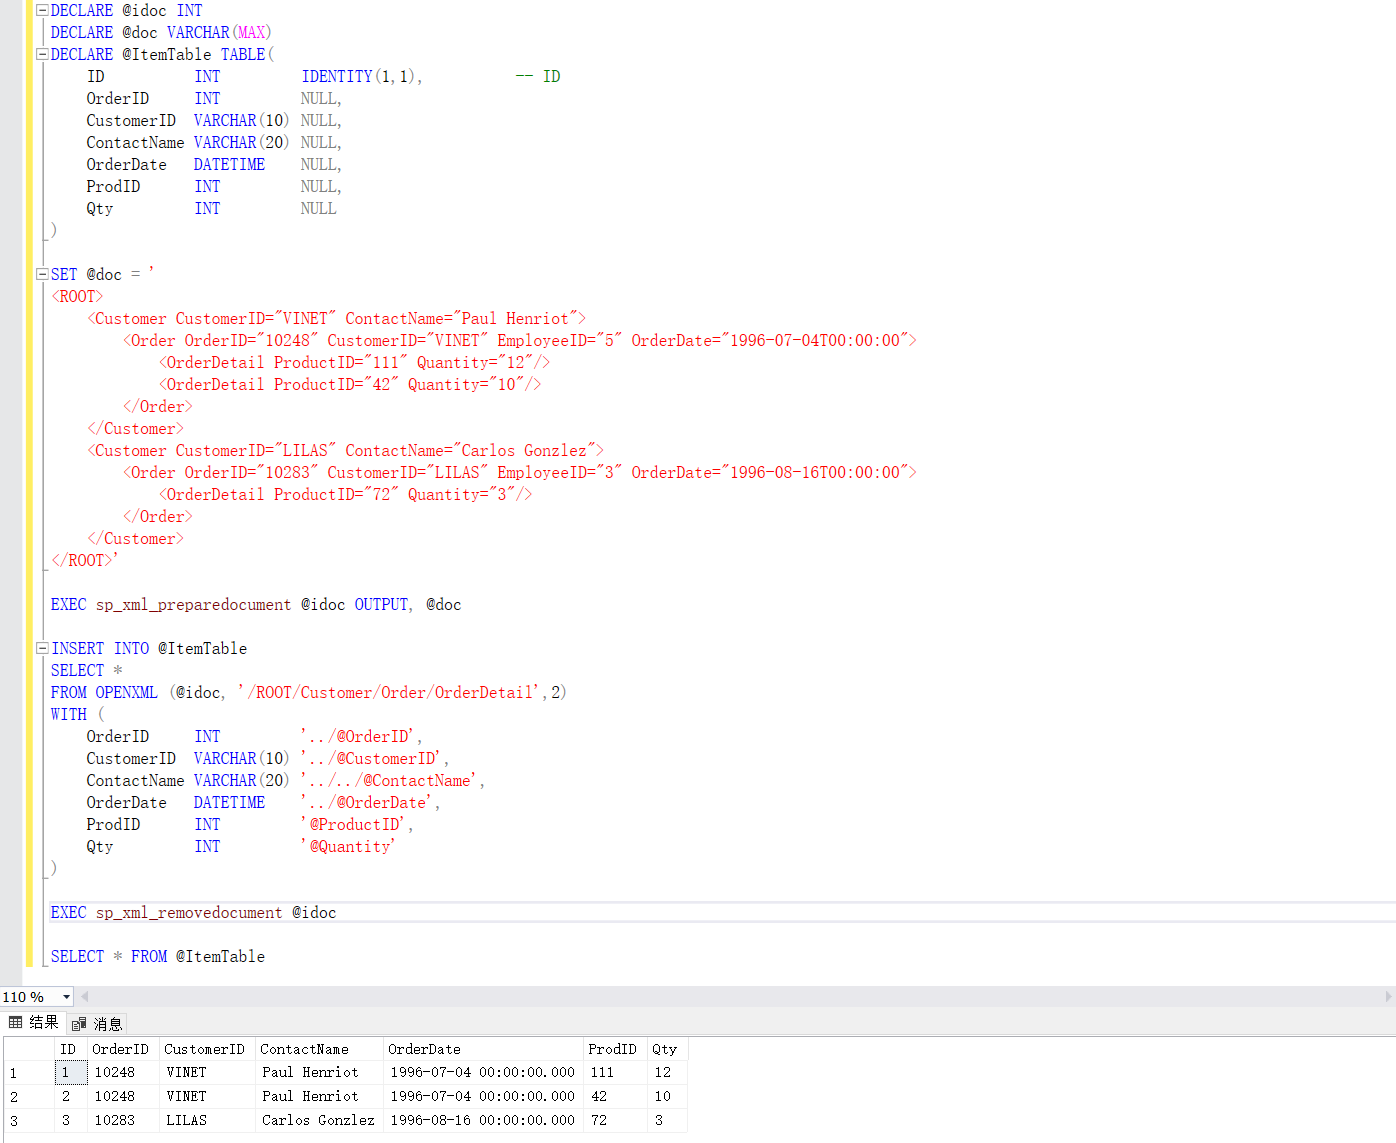 DECLARE @idoc INT
DECLARE @doc VARCHAR(MAX)
DECLARE @ItemTable TABLE(
    ID          INT         IDENTITY(1,1),          -- ID
    OrderID     INT         NULL,
    CustomerID  VARCHAR(10) NULL,
    ContactName VARCHAR(20) NULL,
    OrderDate   DATETIME    NULL,
    ProdID      INT         NULL,
    Qty         INT         NULL
)
SET @doc = '
<ROOT>
    <Customer CustomerID="VINET" ContactName="Paul Henriot">
        <Order OrderID="10248" CustomerID="VINET" EmployeeID="5" OrderDate="1996-07-04T00:00:00">
            <OrderDetail ProductID="111" Quantity="12"/>
            <OrderDetail ProductID="42" Quantity="10"/>
        </Order>
    </Customer>
    <Customer CustomerID="LILAS" ContactName="Carlos Gonzlez">
        <Order OrderID="10283" CustomerID="LILAS" EmployeeID="3" OrderDate="1996-08-16T00:00:00">
            <OrderDetail ProductID="72" Quantity="3"/>
        </Order>
    </Customer>
</ROOT>'
EXEC sp_xml_preparedocument @idoc OUTPUT, @doc
INSERT INTO @ItemTable
SELECT *
FROM OPENXML (@idoc, '/ROOT/Customer/Order/OrderDetail',2)
WITH (
    OrderID     INT         '../@OrderID',
    CustomerID  VARCHAR(10) '../@CustomerID',
    ContactName VARCHAR(20) '../../@ContactName',
    OrderDate   DATETIME    '../@OrderDate',
    ProdID      INT         '@ProductID',
    Qty         INT         '@Quantity'
)
EXEC sp_xml_removedocument @idoc
SELECT * FROM @ItemTable
110 %
结果 消息
ID OrderID CustomerID ContactName OrderDate ProdID Qty
1 1 10248 VINET Paul Henriot 1996-07-04 00:00:00.000 111 12
2 2 10248 VINET Paul Henriot 1996-07-04 00:00:00.000 42 10
3 3 10283 LILAS Carlos Gonzlez 1996-08-16 00:00:00.000 72 3